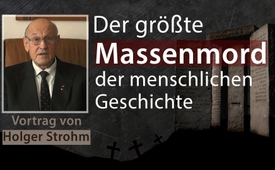 Der größte
Massenmord
der menschlichen
Geschichte
Vortrag von
Holger Strohm